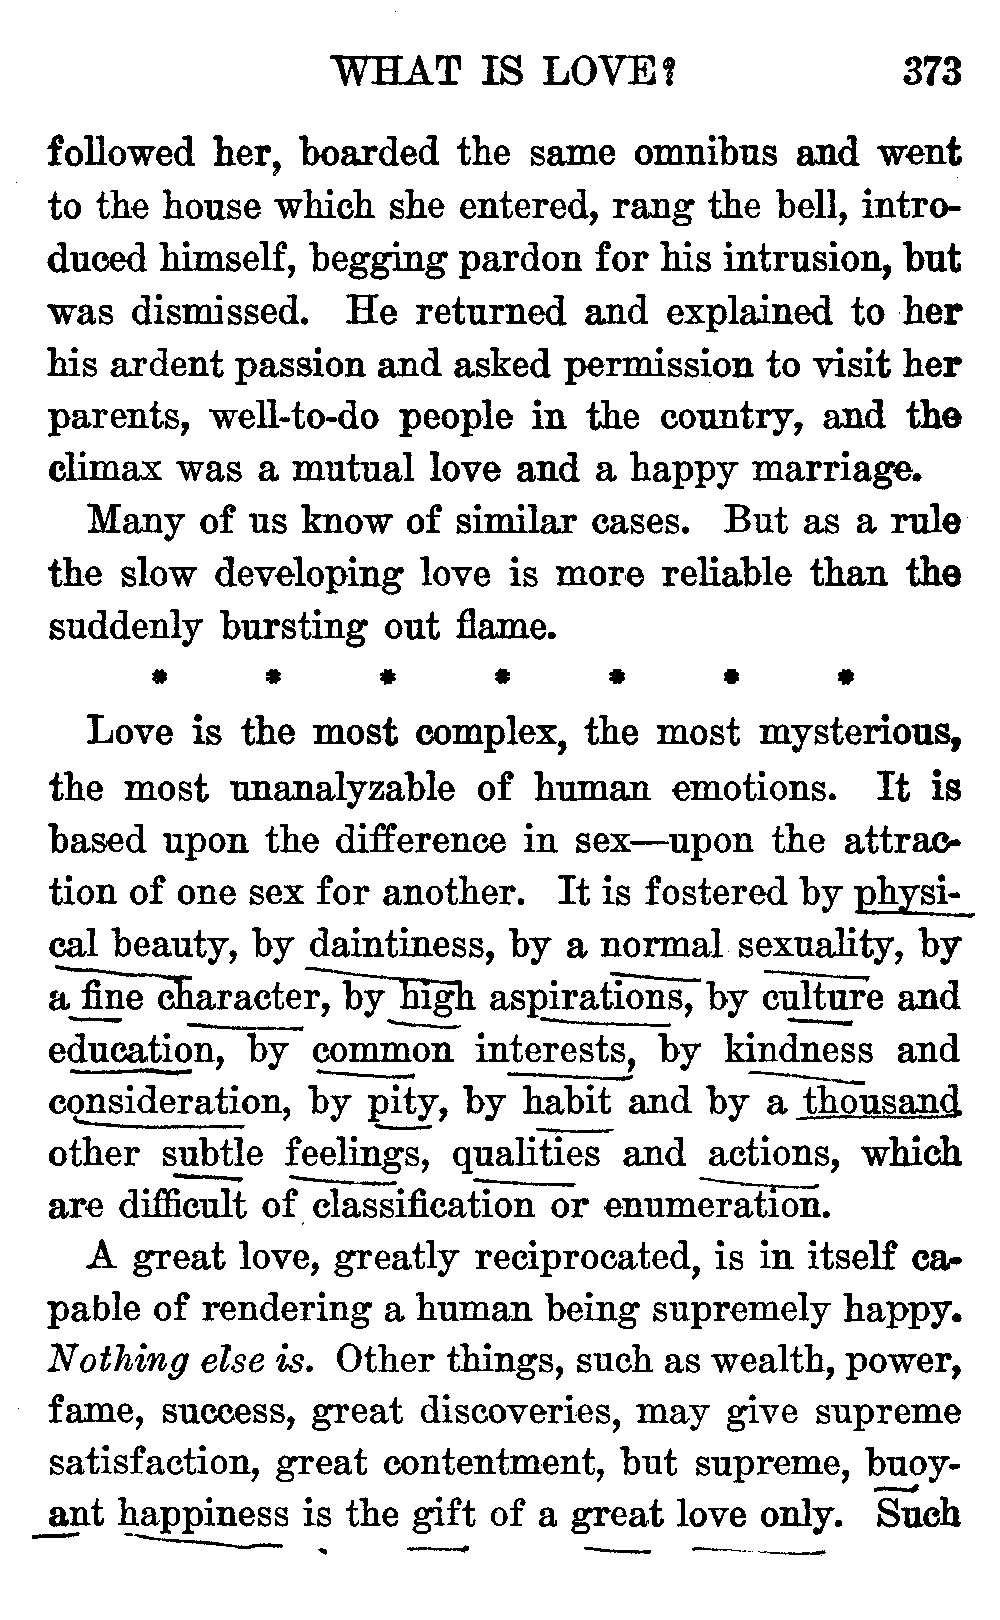 WHAT IS LOVE? 373
followed her, boarded the same omnibus and went
to the house which she entered, rang the bell, intro-
duced himself, begging pardon for his intrusion, but
was dismissed. He returned and explained to her
his ardent passion and asked permission to visit her
parents, well-to-do people in the country, and the
climax was a mutual love and a happy marriage.
Many of us know of similar cases. But as a rule
the slow developing love is more reliable than the
suddenly bursting out flame.
* * * * * * *
Love is the most complex, the most mysterious,
the most unanalyzable of human emotions. It is
based upon the difference in sex—upon the attrac-
tion of one sex for another. It is fostered by physi-
cal beauty, by daintiness, by a normal sexuality, by
a fine character, by high aspirations, by culture and
education, by common interests, by kindness and
consideration, by pity, by habit and by a thousand
other subtle feelings, qualities and actions, which
are difficult of classification or enumeration.
A great love, greatly reciprocated, is in itself ca-
pable of rendering a human being supremely happy.
Nothing else is. Other things, such as wealth, power,
fame, success, great discoveries, may give supreme
satisfaction, great contentment, but supreme, buoy-
ant happiness is the gift of a great love only. Such